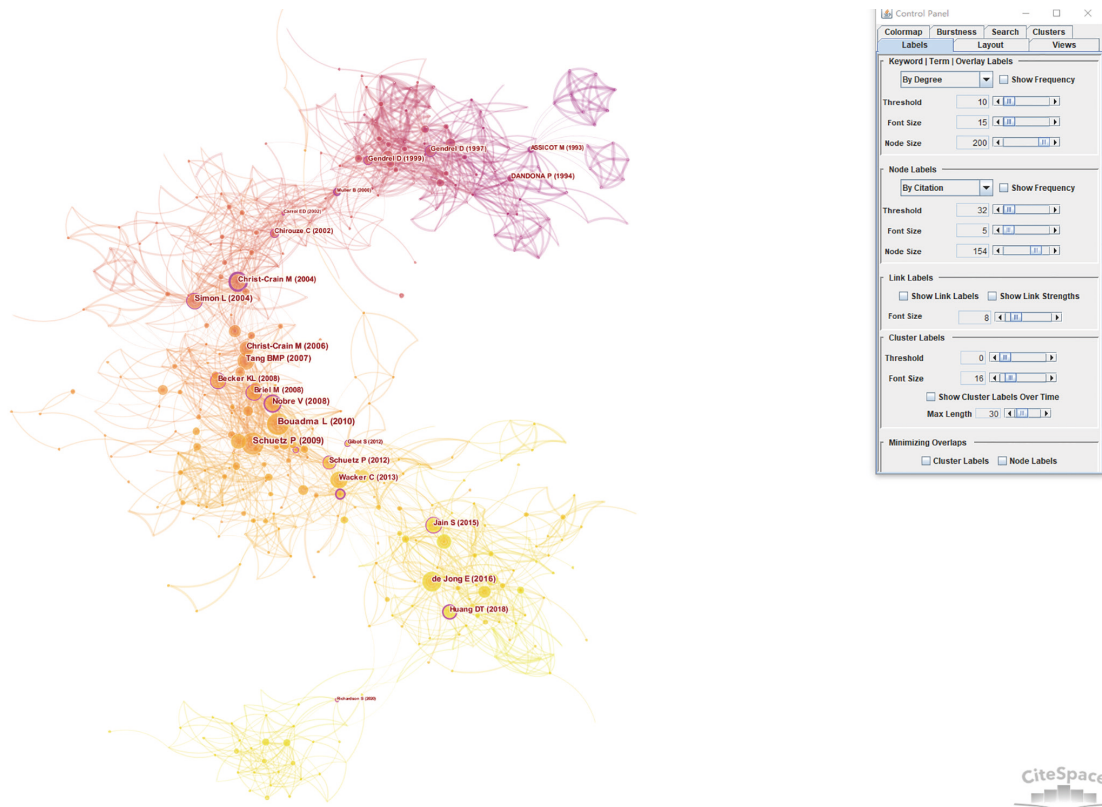 Control Panel
Colormap Burstness Search Clusters
Labels Layout Views
Keyword | Term | Overlay Labels
By Degree Show Frequency
Threshold 10
Font Size 15
Node Size 200
Node Labels
By Citation Show Frequency
Threshold 32
Font Size 5
Node Size 154
Link Labels
Show Link Labels Show Link Strengths
Font Size 8
Cluster Labels
Threshold 0
Font Size 16
Show Cluster Labels Over Time
Max Length 30
Minimizing Overlaps
Cluster Labels Node Labels
Gendrel D (1997)
ASSICOT M (1993)
Gendrel D (1999)
DANDONA P (1994)
Muller B (2000)
Chirouze C (2002)
Christ-Crain M (2004)
Simon L (2004)
Christ-Crain M (2006)
Tang BMP (2007)
Becker KL (2008)
Briel M (2008)
Nobre V (2008)
Bouadma L (2010)
Schuetz P (2009)
Gibot S (2012)
Schuetz P (2012)
Wacker C (2013)
Jain S (2015)
de Jong E (2016)
Huang DT (2018)
Richardson S (2020)
CiteSpace